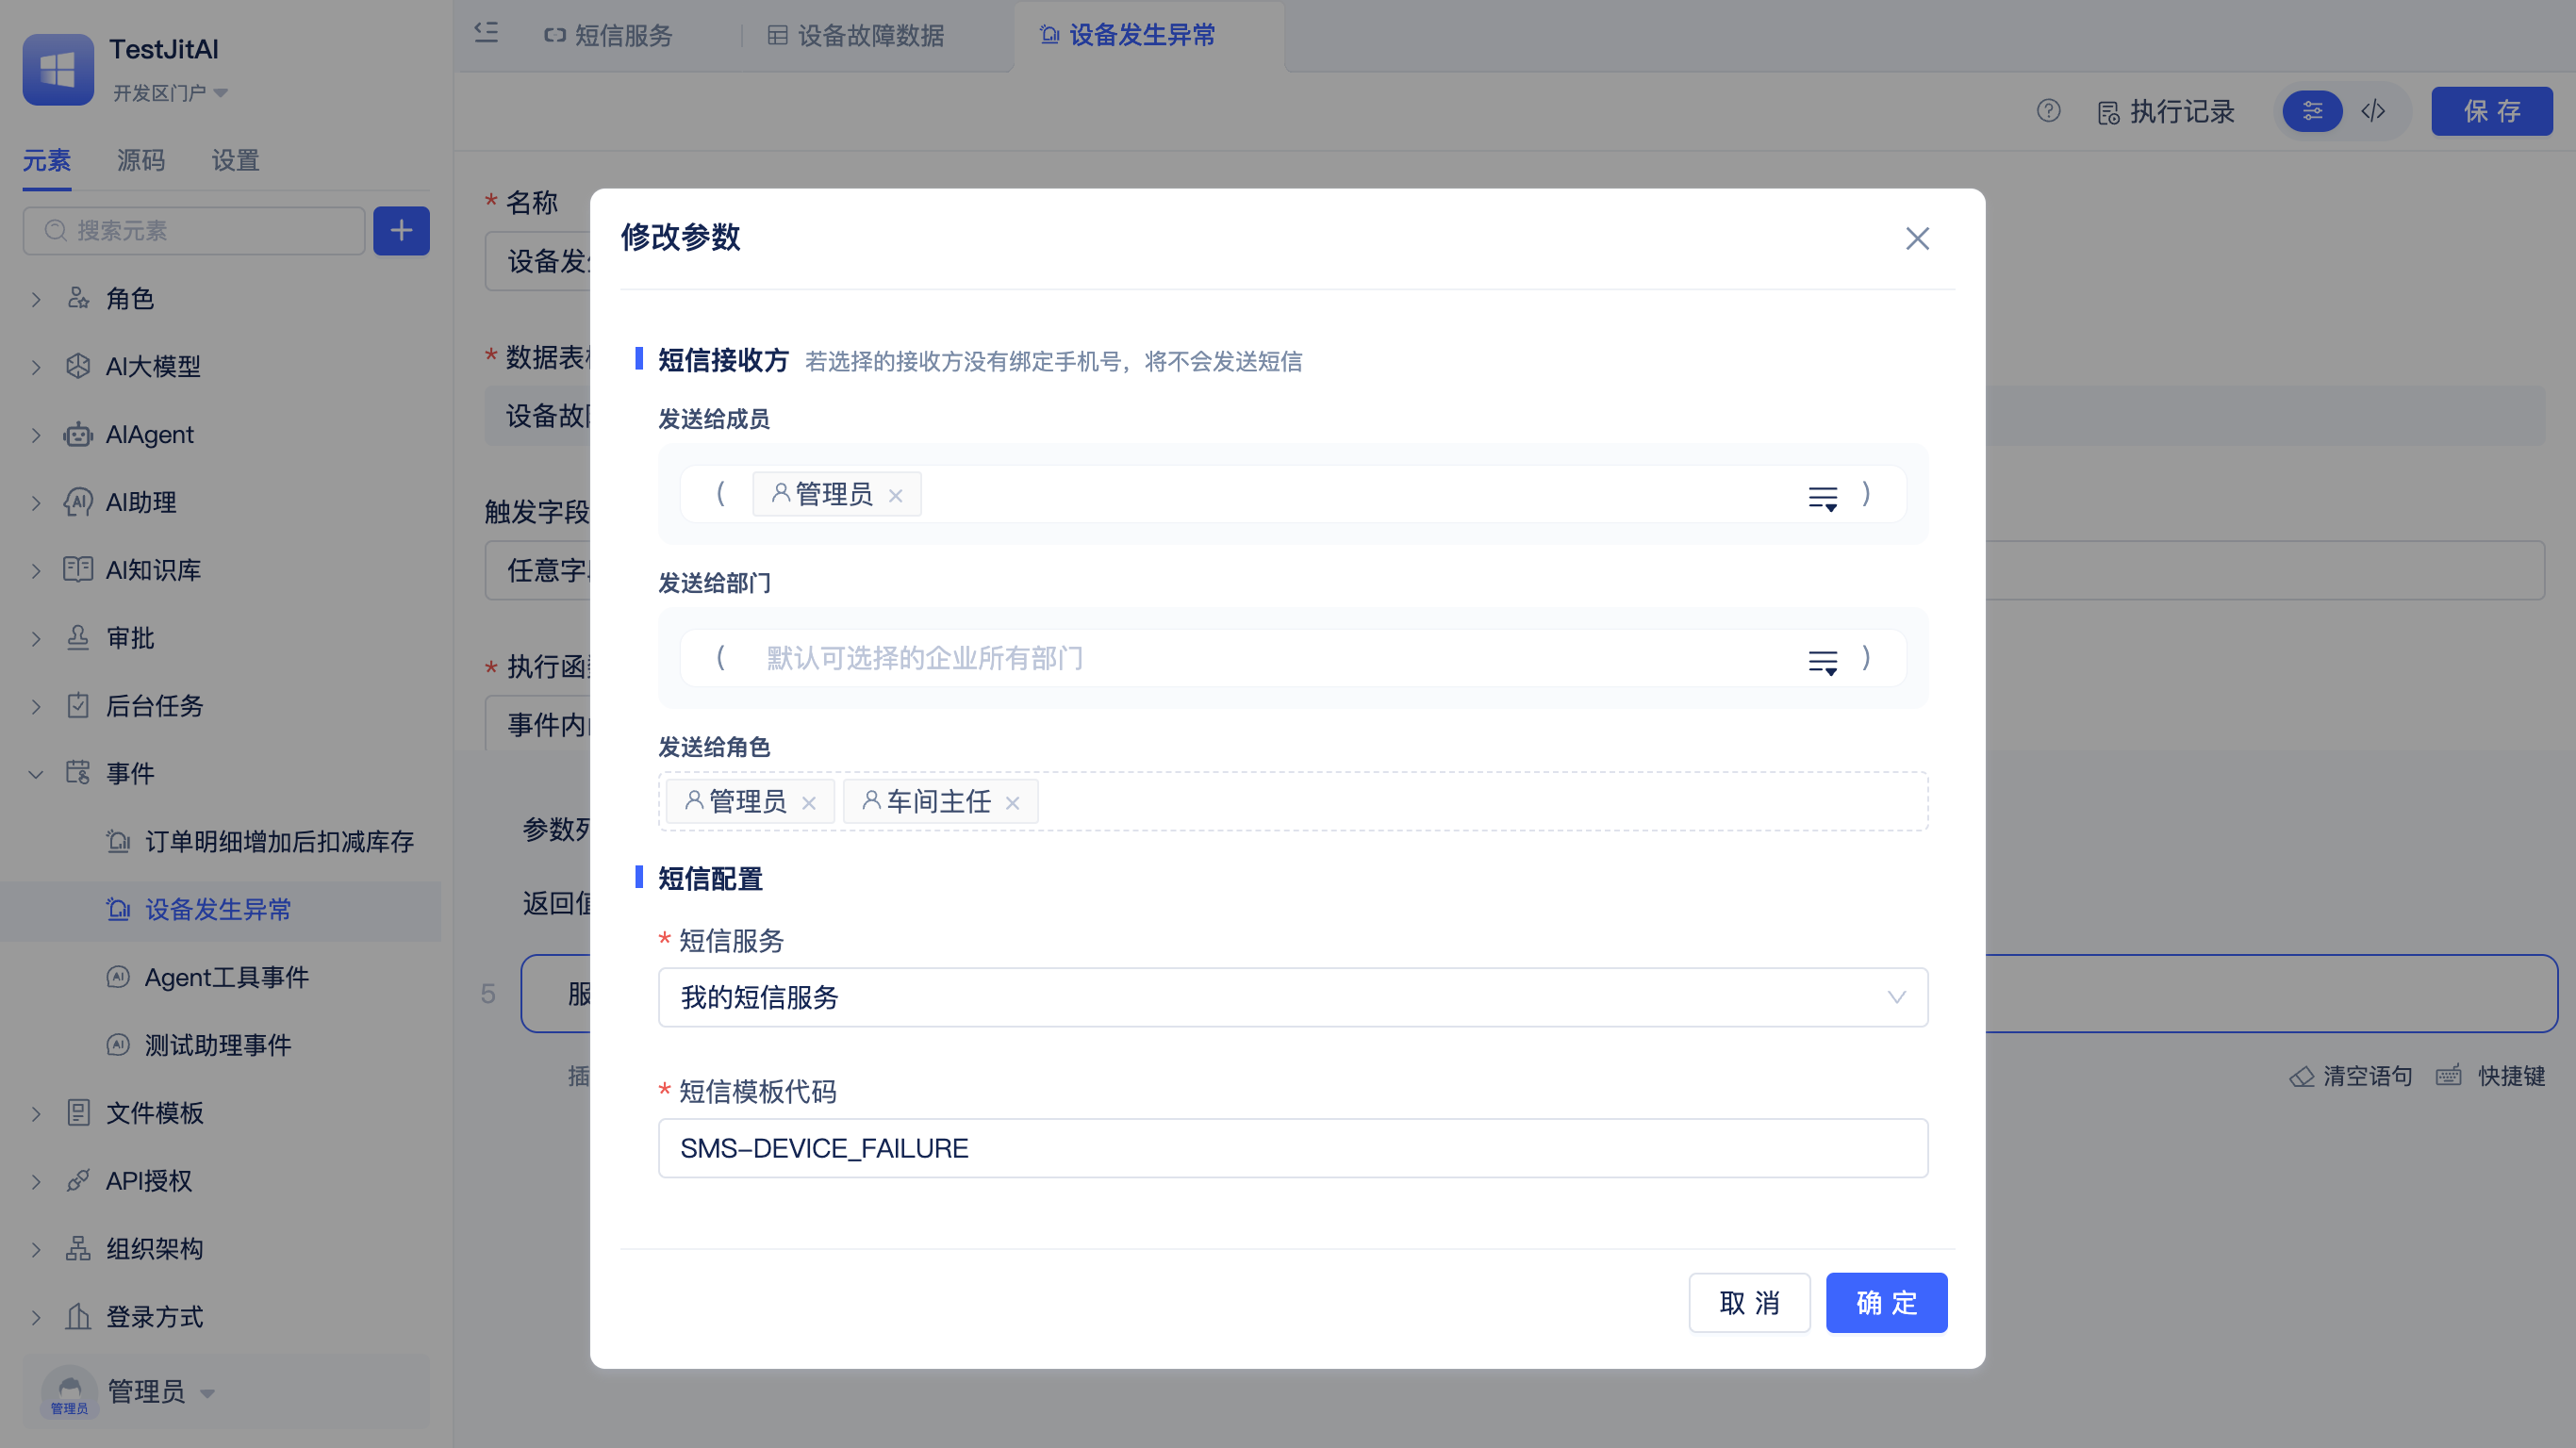 TestJitAI
开发区门户
元素 源码 设置
搜索元素
角色
AI大模型
AIAgent
AI助理
AI知识库
审批
后台任务
事件
订单明细增加后扣减库存
设备发生异常
Agent工具事件
测试助理事件
文件模板
API授权
组织架构
登录方式
管理员
管理员
短信服务 设备故障数据 设备发生异常
执行记录 保存
* 名称
设备发
* 数据表
设备故
触发字段
任意字
* 执行函
事件内
参数列
返回值
5
服
插
清空语句 快捷键
修改参数
短信接收方 若选择的接收方没有绑定手机号，将不会发送短信
发送给成员
( 管理员 )
发送给部门
( 默认可选择的企业所有部门 )
发送给角色
管理员 车间主任
短信配置
* 短信服务
我的短信服务
* 短信模板代码
SMS-DEVICE_FAILURE
取消 确定